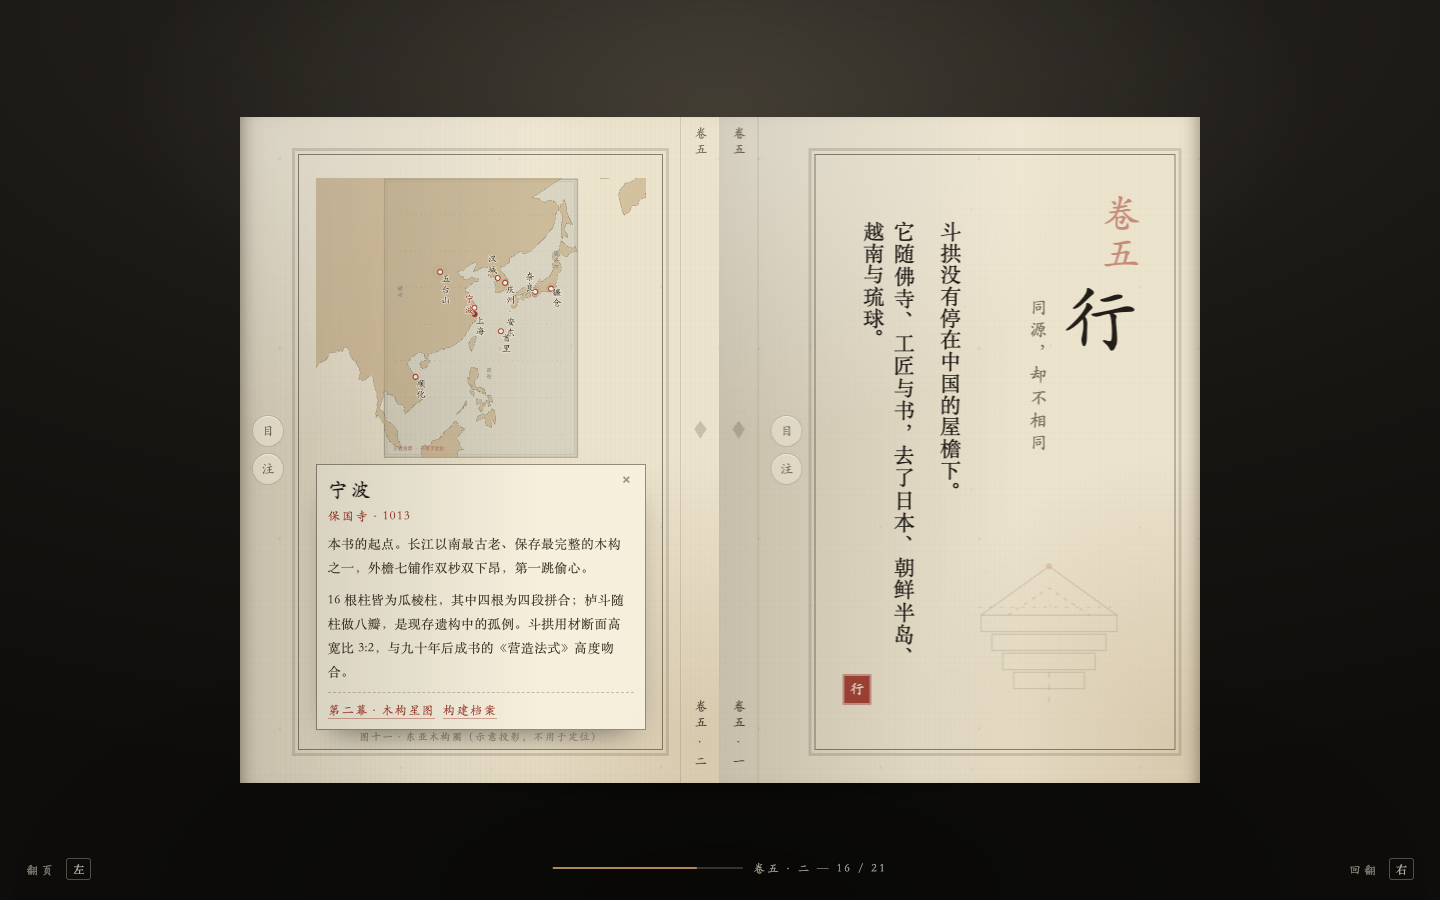 卷五
行
同源，却不相同
斗拱没有停在中国的屋檐下。
它随佛寺、工匠与书，去了日本、朝鲜半岛、
越南与琉球。
行
卷五
卷五·一
目
注
卷五
卷五·二
五台山
汉城
庆州
奈良
镰仓
宁波
上海
首里
顺化
宁波
×
保国寺 · 1013
本书的起点。长江以南最古老、保存最完整的木构
之一，外檐七铺作双杪双下昂，第一跳偷心。
16 根柱皆为瓜棱柱，其中四根为四段拼合；栌斗随
柱做八瓣，是现存遗构中的孤例。斗拱用材断面高
宽比 3:2，与九十年后成书的《营造法式》高度吻
合。
第二幕 · 木构星图 构建档案
图十一 · 东亚木构圈（示意投影，不用于定位）
目
注
翻页 左
卷五 · 二 — 16 / 21
回翻 右